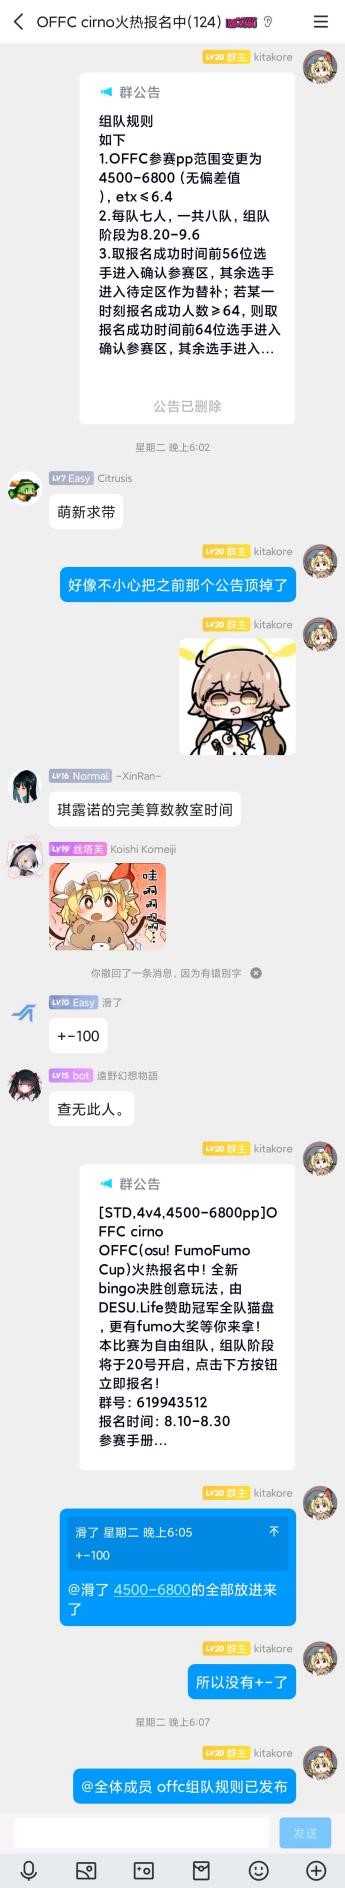 OFFC cirno火热报名中(124)
LV20 群主 kitakore
群公告
组队规则
如下
1.OFFC参赛pp范围变更为
4500-6800 (无偏差值
), etx≤6.4
2.每队七人, 一共八队, 组队
阶段为8.20-9.6
3.取报名成功时间前56位选
手进入确认参赛区, 其余选手
进入待定区作为替补; 若某一
时刻报名成功人数≥64, 则取
报名成功时间前64位选手进入
确认参赛区, 其余选手进入...
公告已删除
星期二 晚上6:02
LV7 Easy Citrusis
萌新求带
LV20 群主 kitakore
好像不小心把之前那个公告顶掉了
LV20 群主 kitakore
LV16 Normal -XinRan-
琪露诺的完美算数教室时间
LV19 丝塔芙 Koishi Komeiji
哇啊啊啊啊...
你撤回了一条消息, 因为有错别字
LV10 Easy 滑了
+-100
LV15 bot 遠野幻想物語
查无此人。
LV20 群主 kitakore
群公告
[STD,4v4,4500-6800pp]O
FFC cirno
OFFC(osu! FumoFumo
Cup)火热报名中! 全新
bingo决胜创意玩法, 由
DESU.Life赞助冠军全队猫盘
, 更有fumo大奖等你来拿!
本比赛为自由组队, 组队阶段
将于20号开启, 点击下方按钮
立即报名!
群号: 619943512
报名时间: 8.10-8.30
参赛手册...
LV20 群主 kitakore
滑了 星期二 晚上6:05
+-100
@滑了 4500-6800的全部放进来
了
LV20 群主 kitakore
所以没有+-了
星期二 晚上6:07
LV20 群主 kitakore
@全体成员 offc组队规则已发布
发送